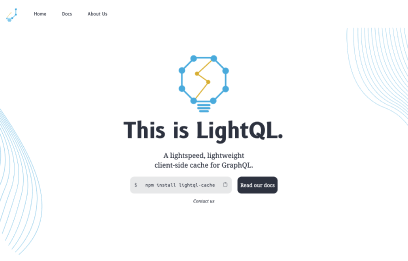 Home Docs About Us
This is LightQL.
A lightspeed, lightweight
client-side cache for GraphQL.
$ npm install lightql-cache
Read our docs
Contact us